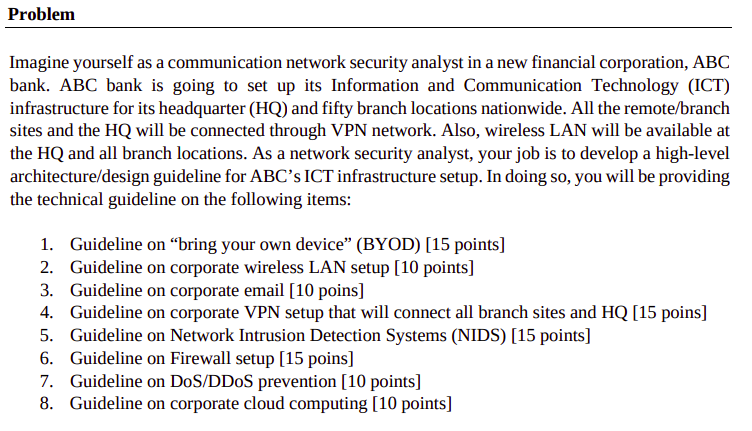 Problem
Imagine yourself as a communication network security analyst in a new financial corporation, ABC
bank. ABC bank is going to set up its Information and Communication Technology (ICT)
infrastructure for its headquarter (HQ) and fifty branch locations nationwide. All the remote/branch
sites and the HQ will be connected through VPN network. Also, wireless LAN will be available at
the HQ and all branch locations. As a network security analyst, your job is to develop a high-level
architecture/design guideline for ABC’s ICT infrastructure setup. In doing so, you will be providing
the technical guideline on the following items:
1. Guideline on “bring your own device” (BYOD) [15 points]
2. Guideline on corporate wireless LAN setup [10 points]
3. Guideline on corporate email [10 poins]
4. Guideline on corporate VPN setup that will connect all branch sites and HQ [15 poins]
5. Guideline on Network Intrusion Detection Systems (NIDS) [15 points]
6. Guideline on Firewall setup [15 poins]
7. Guideline on DoS/DDoS prevention [10 points]
8. Guideline on corporate cloud computing [10 points]